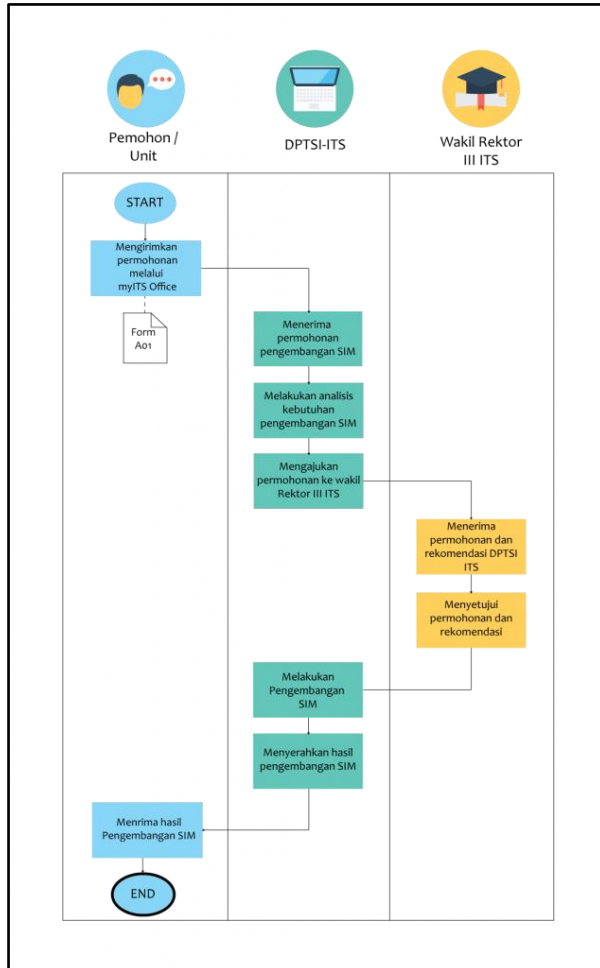 Pemohon /
Unit
DPTSI-ITS
Wakil Rektor
III ITS
START
Mengirimkan
permohonan
melalui
myITS Office
Form
A01
Menerima
permohonan
pengembangan SIM
Melakukan analisis
kebutuhan
pengembangan SIM
Mengajukan
permohonan ke wakil
Rektor III ITS
Menerima
permohonan dan
rekomendasi DPTSI
ITS
Menyetujui
permohonan dan
rekomendasi
Melakukan
Pengembangan
SIM
Menyerahkan hasil
pengembangan SIM
Menrima hasil
Pengembangan SIM
END